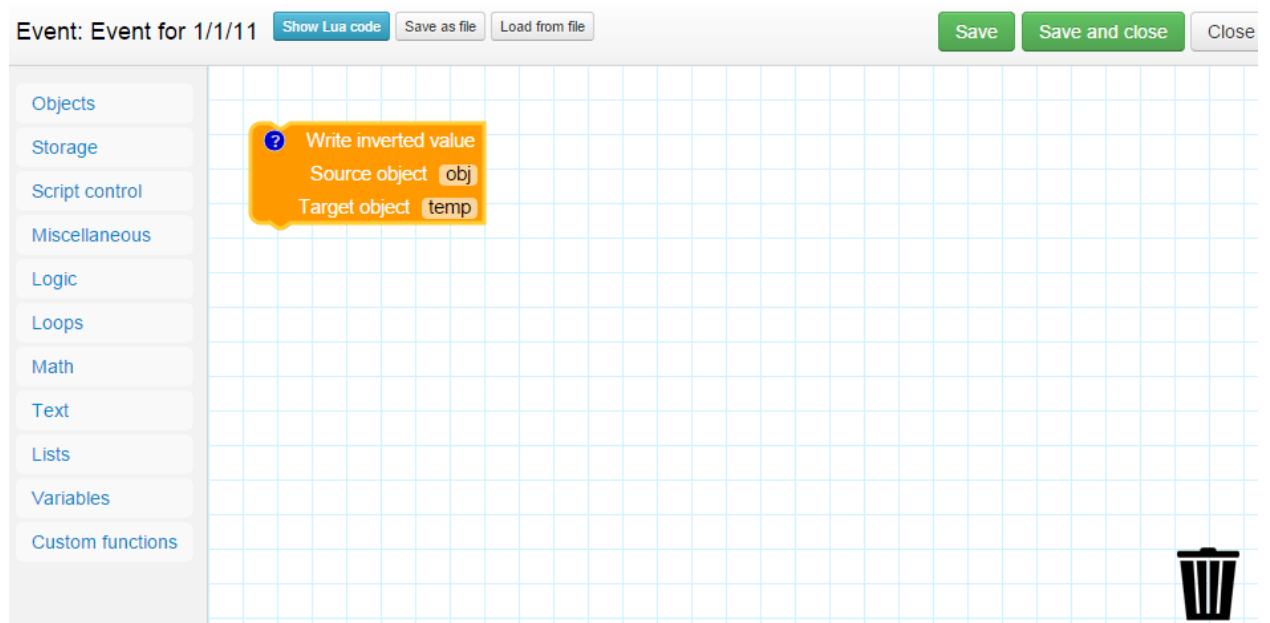 Event: Event for 1/1/11 Show Lua code Save as file Load from file Save Save and close Close
Objects
Storage
Script control
Miscellaneous
Logic
Loops
Math
Text
Lists
Variables
Custom functions
? Write inverted value
Source object obj
Target object temp